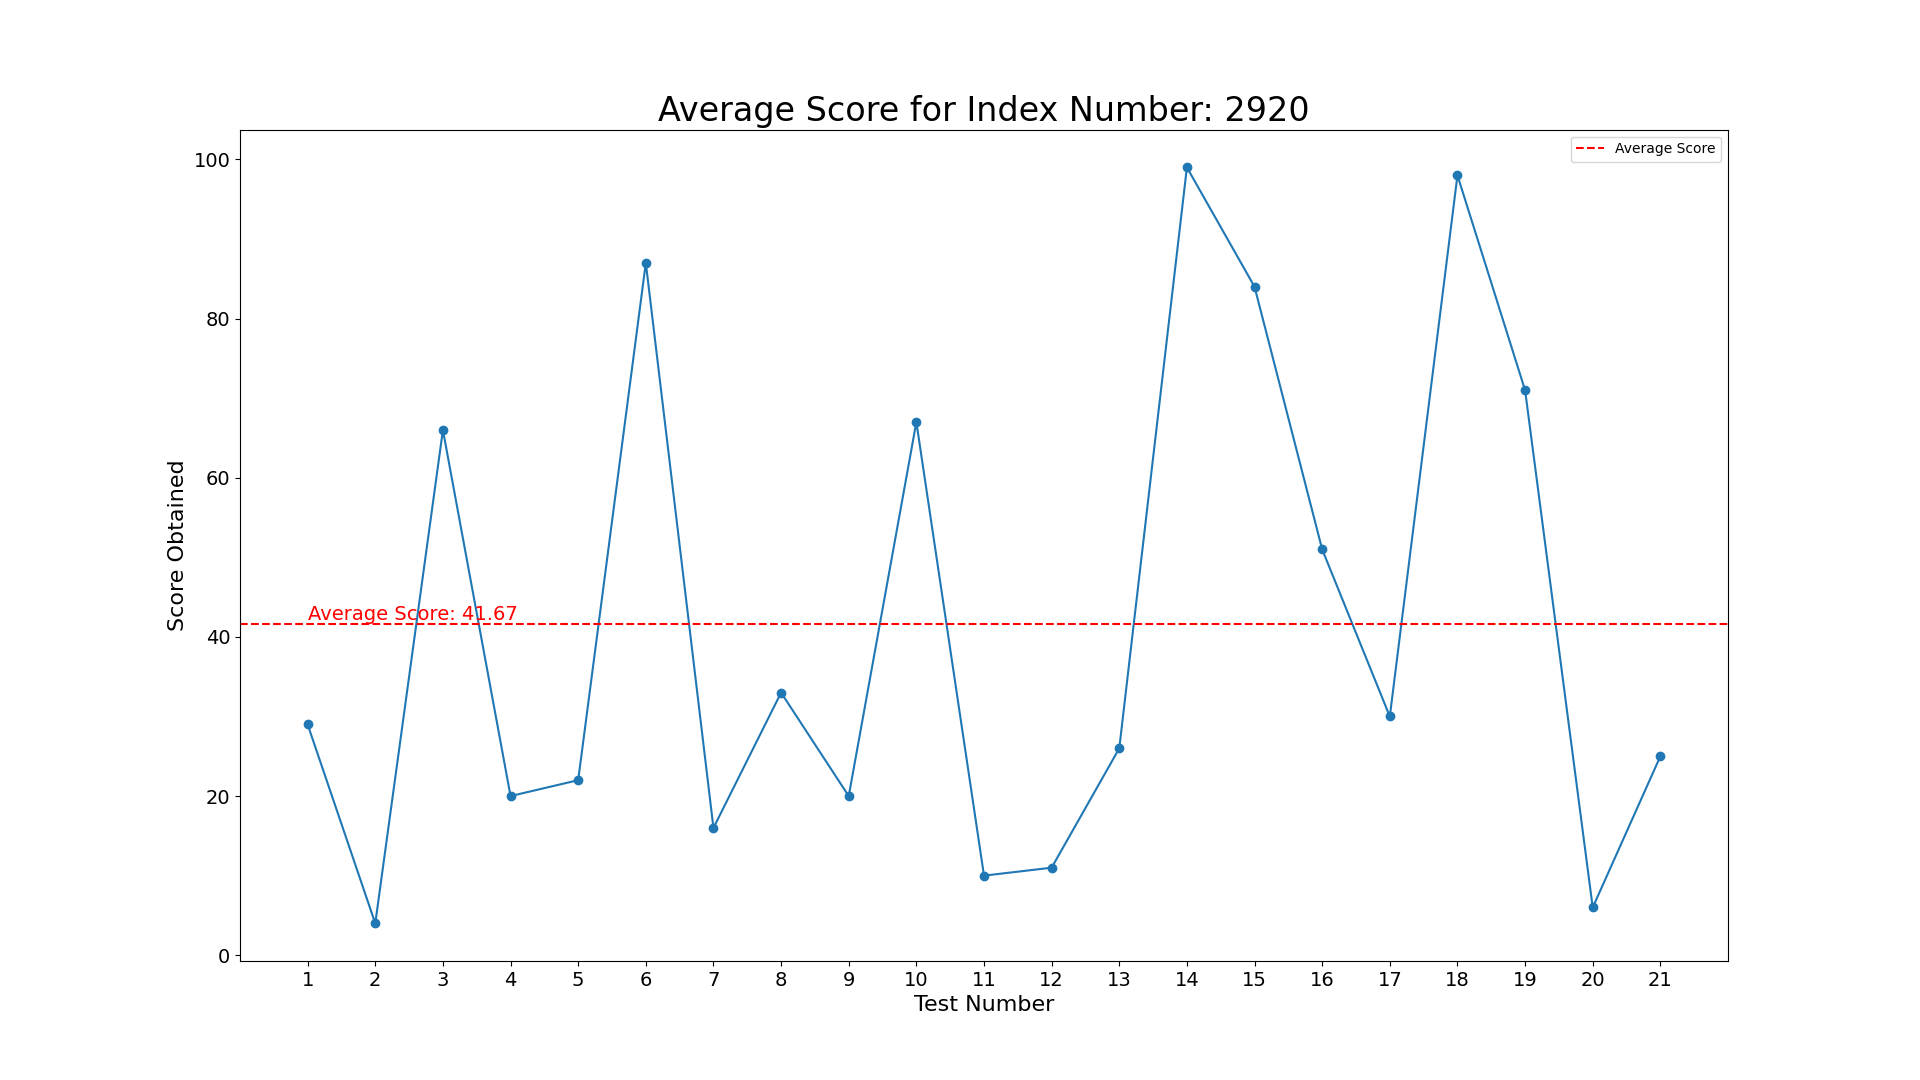 Average Score for Index Number: 2920
Average Score
100
80
60
40
20
0
Score Obtained
Average Score: 41.67
1 2 3 4 5 6 7 8 9 10 11 12 13 14 15 16 17 18 19 20 21
Test Number